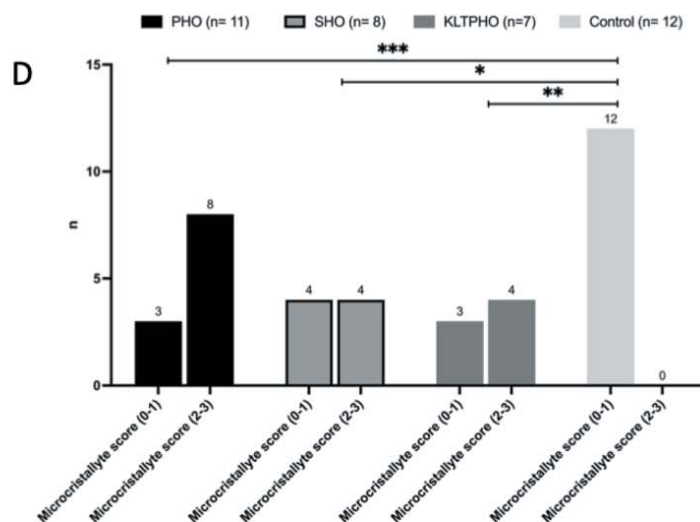 PHO (n= 11) SHO (n= 8) KLTPHO (n=7) Control (n= 12)
D
15
10
5
0
n
***
*
**
3
8
4
4
3
4
12
0
Microcristallyte score (0-1)
Microcristallyte score (2-3)
Microcristallyte score (0-1)
Microcristallyte score (2-3)
Microcristallyte score (0-1)
Microcristallyte score (2-3)
Microcristallyte score (0-1)
Microcristallyte score (2-3)